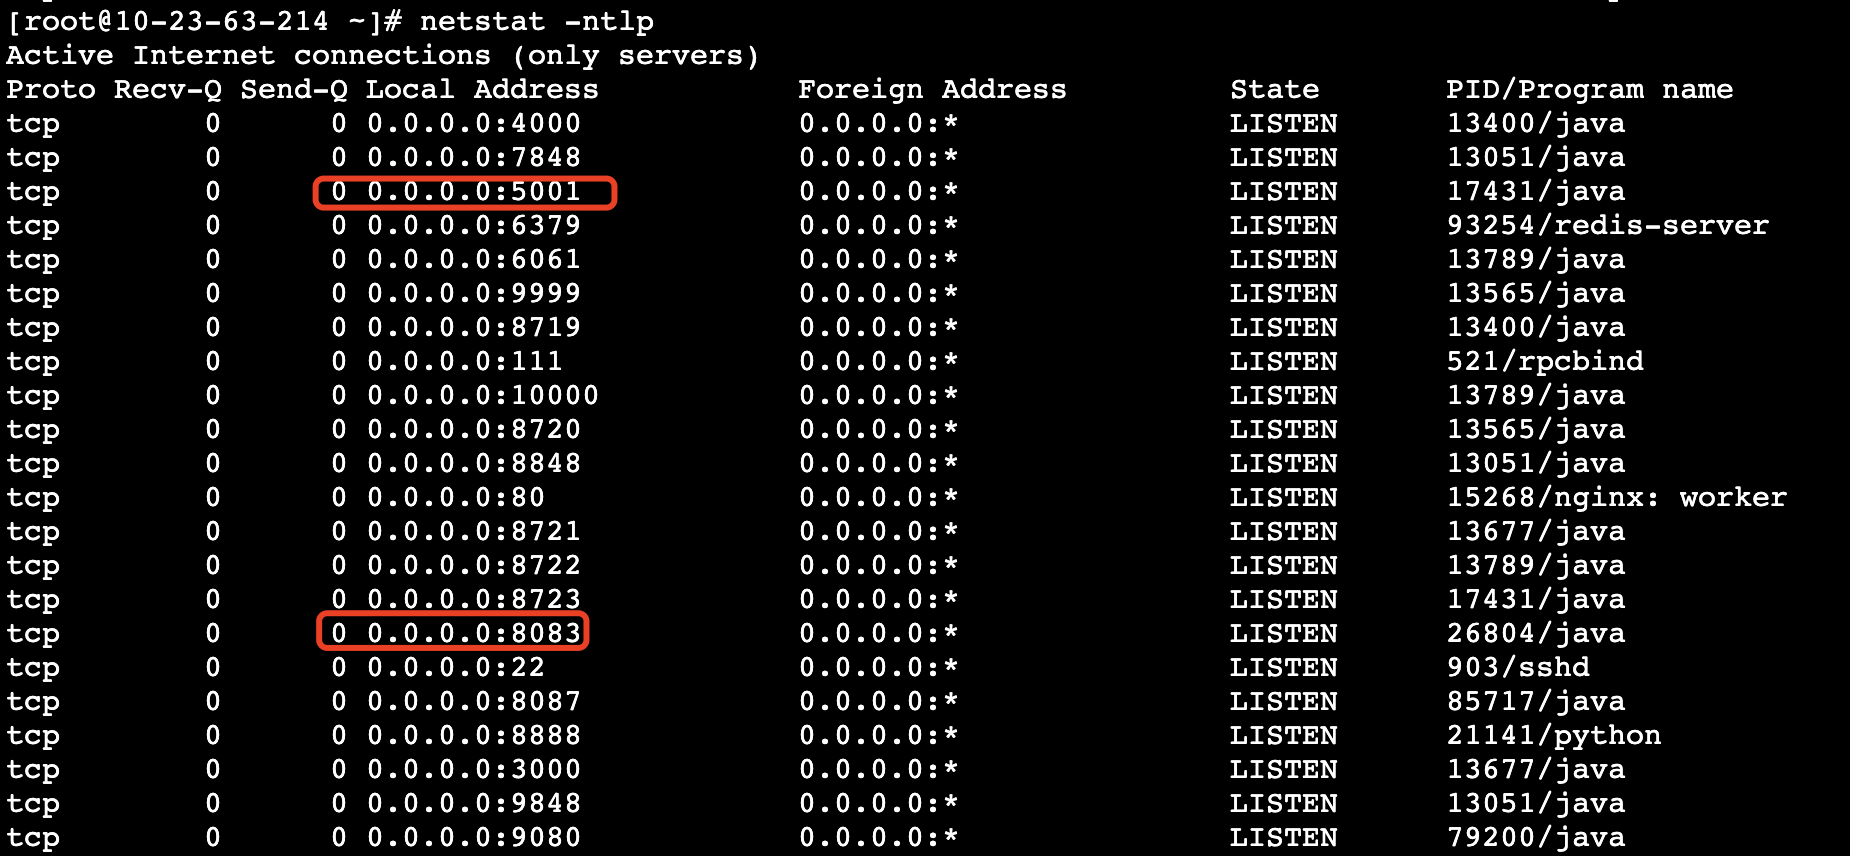 [root@10-23-63-214 ~]# netstat -ntlp
Active Internet connections (only servers)
Proto Recv-Q Send-Q Local Address           Foreign Address         State       PID/Program name
tcp        0      0 0.0.0.0:4000            0.0.0.0:*               LISTEN      13400/java
tcp        0      0 0.0.0.0:7848            0.0.0.0:*               LISTEN      13051/java
tcp        0      0 0.0.0.0:5001            0.0.0.0:*               LISTEN      17431/java
tcp        0      0 0.0.0.0:6379            0.0.0.0:*               LISTEN      93254/redis-server
tcp        0      0 0.0.0.0:6061            0.0.0.0:*               LISTEN      13789/java
tcp        0      0 0.0.0.0:9999            0.0.0.0:*               LISTEN      13565/java
tcp        0      0 0.0.0.0:8719            0.0.0.0:*               LISTEN      13400/java
tcp        0      0 0.0.0.0:111             0.0.0.0:*               LISTEN      521/rpcbind
tcp        0      0 0.0.0.0:10000           0.0.0.0:*               LISTEN      13789/java
tcp        0      0 0.0.0.0:8720            0.0.0.0:*               LISTEN      13565/java
tcp        0      0 0.0.0.0:8848            0.0.0.0:*               LISTEN      13051/java
tcp        0      0 0.0.0.0:80              0.0.0.0:*               LISTEN      15268/nginx: worker
tcp        0      0 0.0.0.0:8721            0.0.0.0:*               LISTEN      13677/java
tcp        0      0 0.0.0.0:8722            0.0.0.0:*               LISTEN      13789/java
tcp        0      0 0.0.0.0:8723            0.0.0.0:*               LISTEN      17431/java
tcp        0      0 0.0.0.0:8083            0.0.0.0:*               LISTEN      26804/java
tcp        0      0 0.0.0.0:22              0.0.0.0:*               LISTEN      903/sshd
tcp        0      0 0.0.0.0:8087            0.0.0.0:*               LISTEN      85717/java
tcp        0      0 0.0.0.0:8888            0.0.0.0:*               LISTEN      21141/python
tcp        0      0 0.0.0.0:3000            0.0.0.0:*               LISTEN      13677/java
tcp        0      0 0.0.0.0:9848            0.0.0.0:*               LISTEN      13051/java
tcp        0      0 0.0.0.0:9080            0.0.0.0:*               LISTEN      79200/java